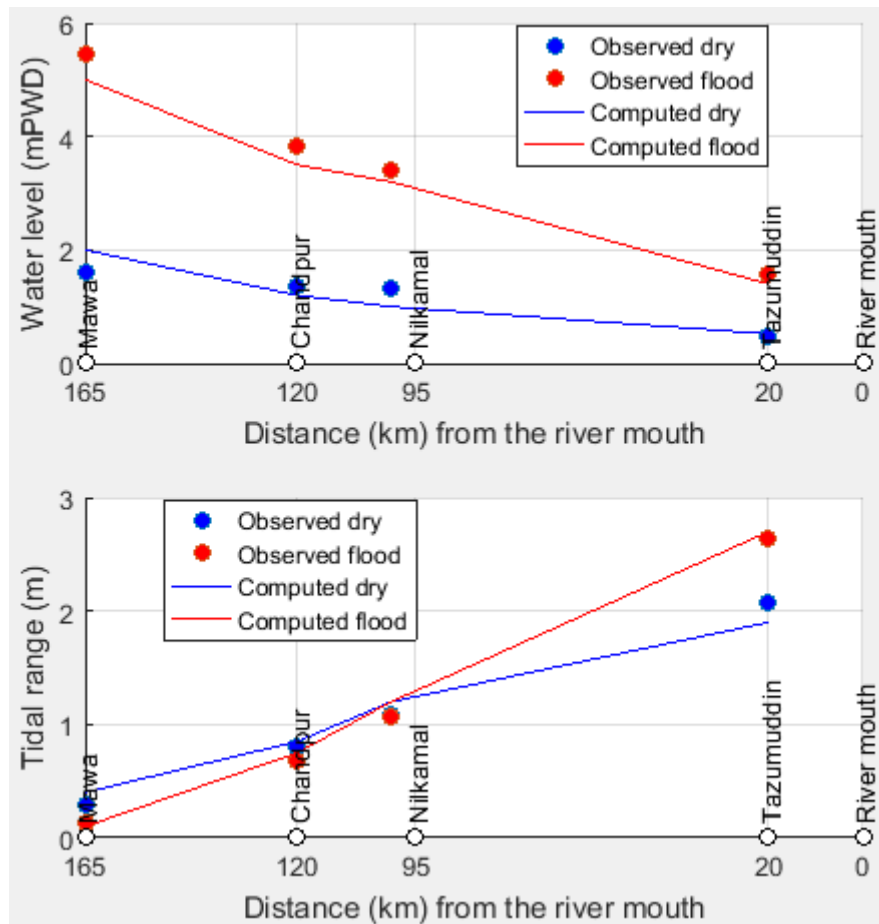 6
4
2
0
Water level (mPWD)
Observed dry
Observed flood
Computed dry
Computed flood
Mawa
Chandpur
Nilkamal
Tazumuddin
River mouth
165
120
95
20
0
Distance (km) from the river mouth
3
2
1
0
Tidal range (m)
Observed dry
Observed flood
Computed dry
Computed flood
Mawa
Chandpur
Nilkamal
Tazumuddin
River mouth
165
120
95
20
0
Distance (km) from the river mouth